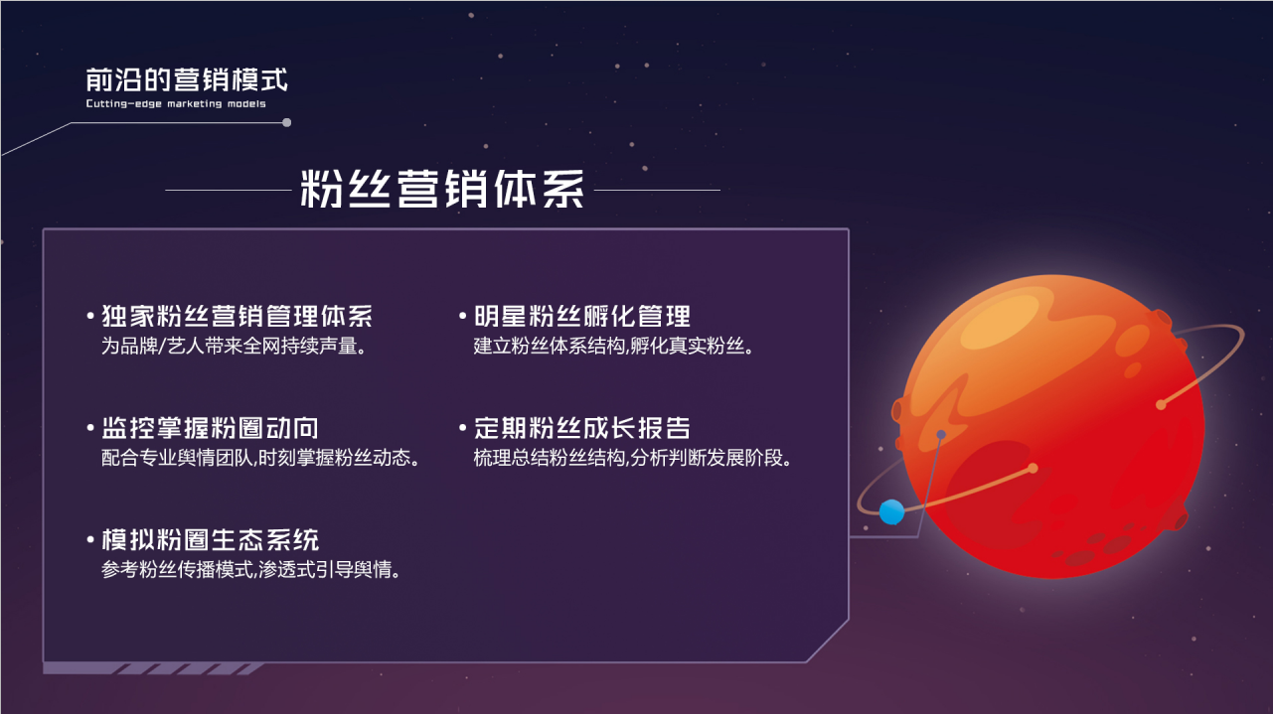 前沿的营销模式
Cutting-edge marketing models
粉丝营销体系
• 独家粉丝营销管理体系
为品牌/艺人带来全网持续声量。
• 明星粉丝孵化管理
建立粉丝体系结构,孵化真实粉丝。
• 监控掌握粉圈动向
配合专业舆情团队,时刻掌握粉丝动态。
• 定期粉丝成长报告
梳理总结粉丝结构,分析判断发展阶段。
• 模拟粉圈生态系统
参考粉丝传播模式,渗透式引导舆情。